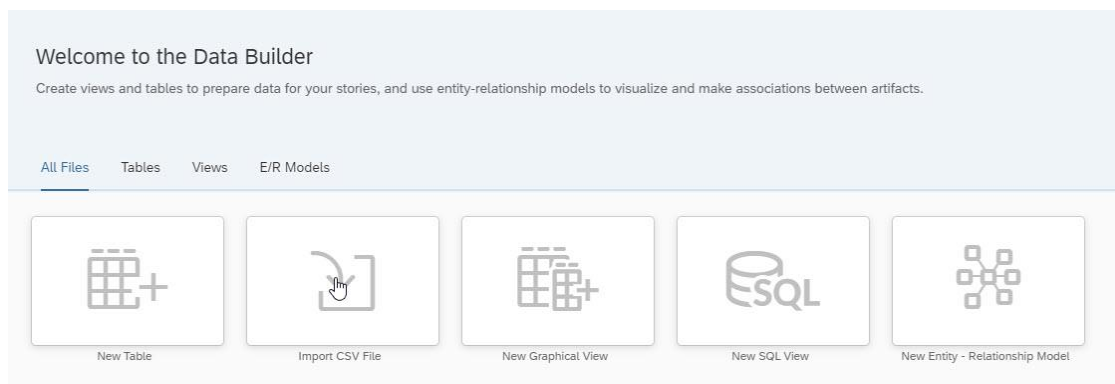 Welcome to the Data Builder
Create views and tables to prepare data for your stories, and use entity-relationship models to visualize and make associations between artifacts.
All Files Tables Views E/R Models
SQL
New Table Import CSV File New Graphical View New SQL View New Entity - Relationship Model